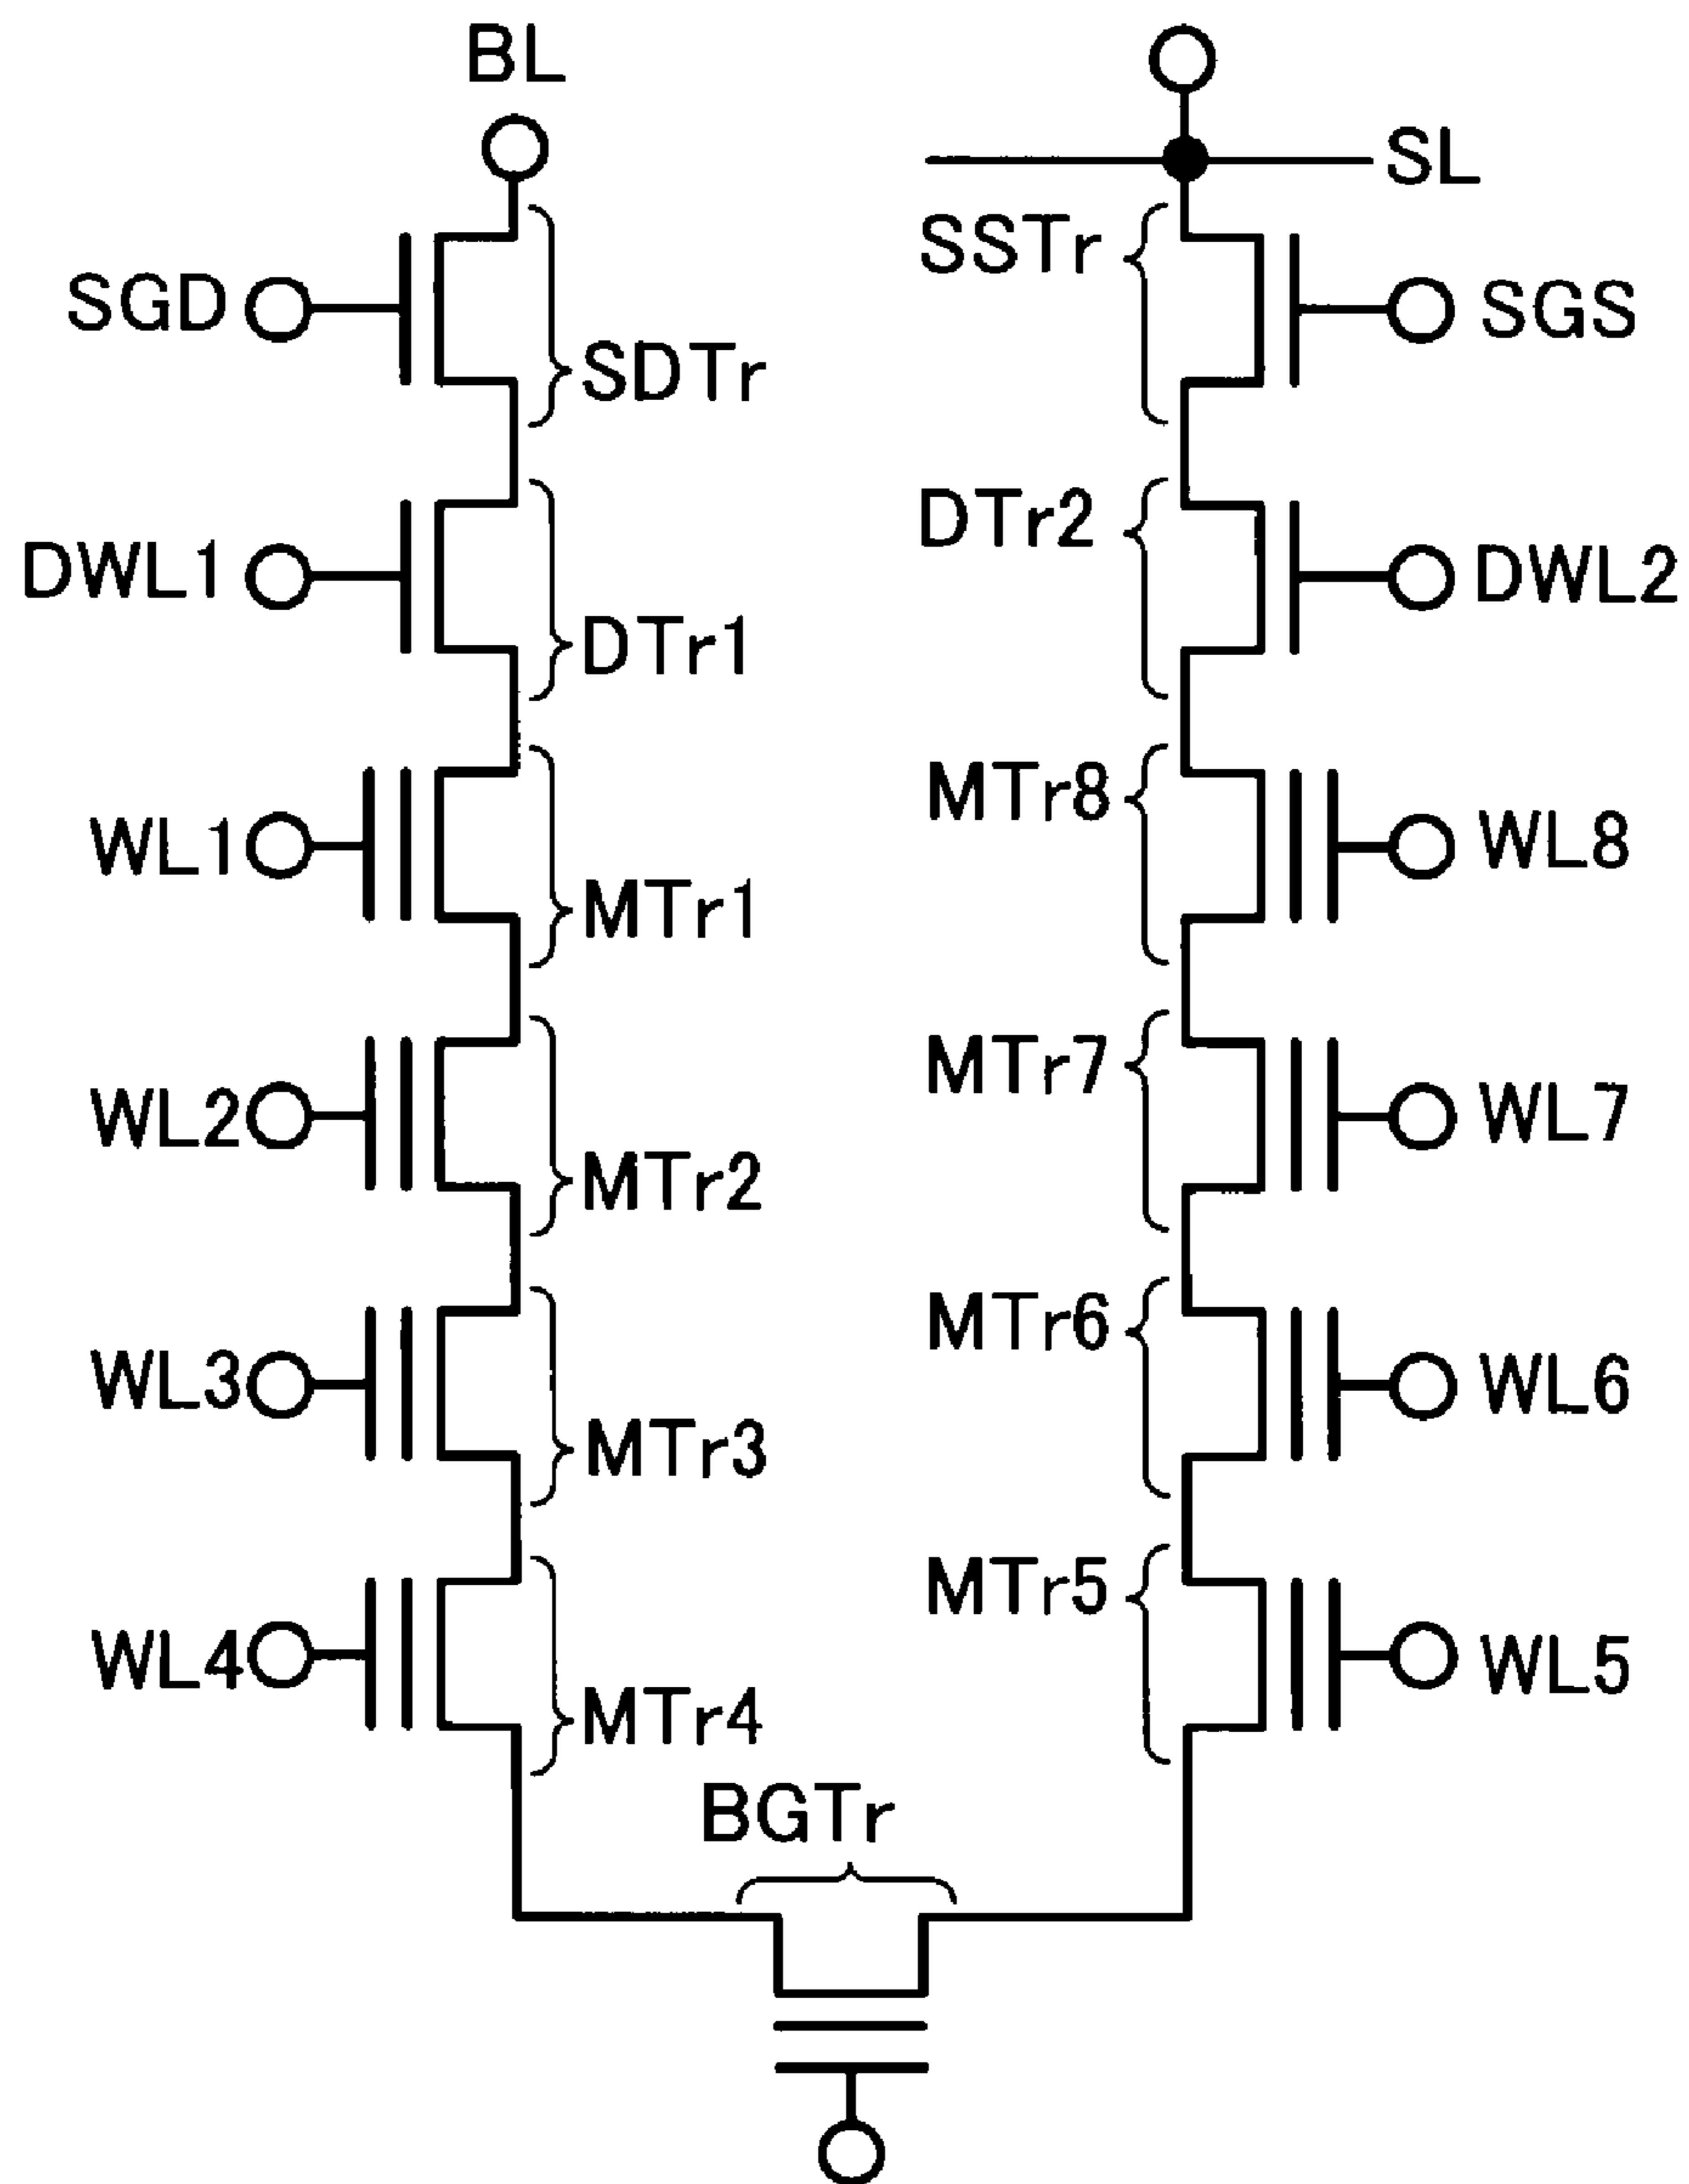 BL
SL
SSTr
SGD
SGS
SDTr
DTr2
DWL1
DWL2
DTr1
MTr8
WL1
WL8
MTr1
MTr7
WL2
WL7
MTr2
MTr6
WL3
WL6
MTr3
MTr5
WL4
WL5
MTr4
BGTr